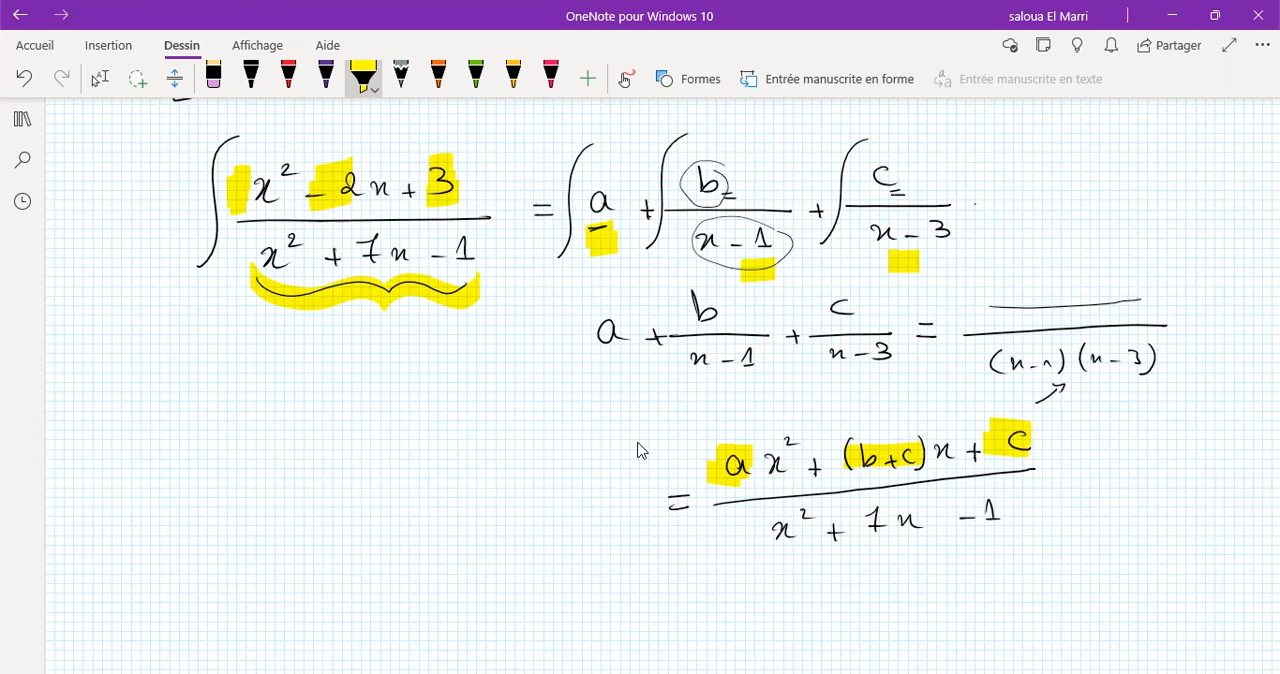 OneNote pour Windows 10
saloua El Marri
Accueil Insertion Dessin Affichage Aide
Partager
Formes
Entrée manuscrite en forme
Entrée manuscrite en texte
∫ (x² - 2x + 3) / (x² + 7x - 1) = ∫ a + ∫ b / (x - 1) + ∫ c / (x - 3)
a + b / (x - 1) + c / (x - 3) = / (x - 1)(x - 3)
= (a x² + (b + c) x + c) / (x² + 7x - 1)